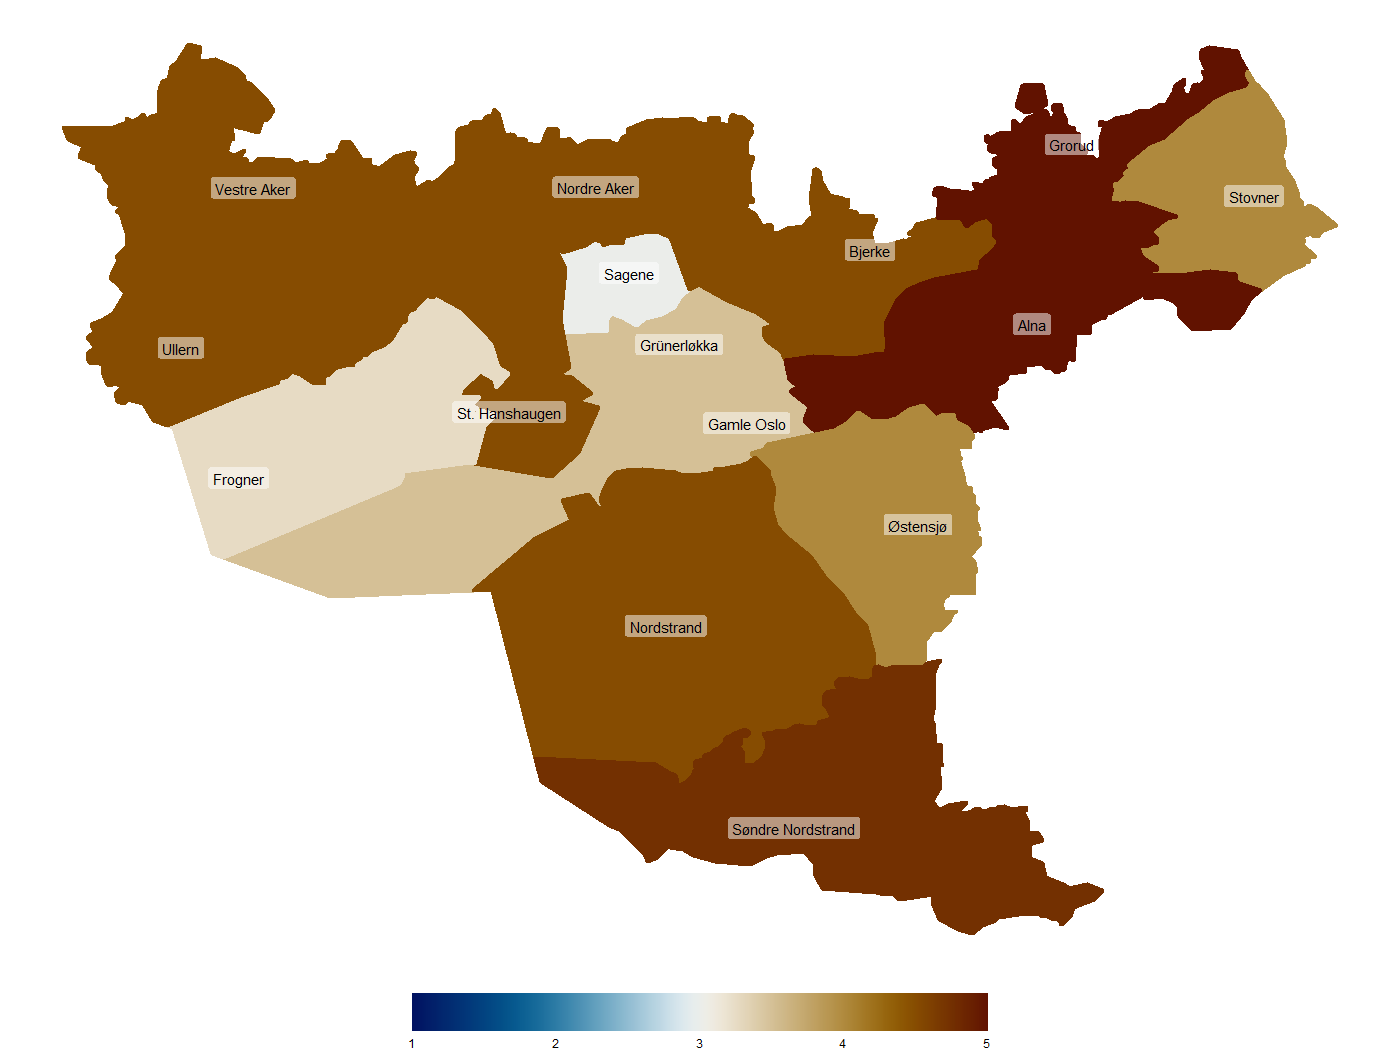 Grorud
Vestre Aker
Nordre Aker
Stovner
Bjerke
Sagene
Alna
Ullern
Grünerløkka
St. Hanshaugen
Gamle Oslo
Frogner
Østensjø
Nordstrand
Søndre Nordstrand
1 2 3 4 5